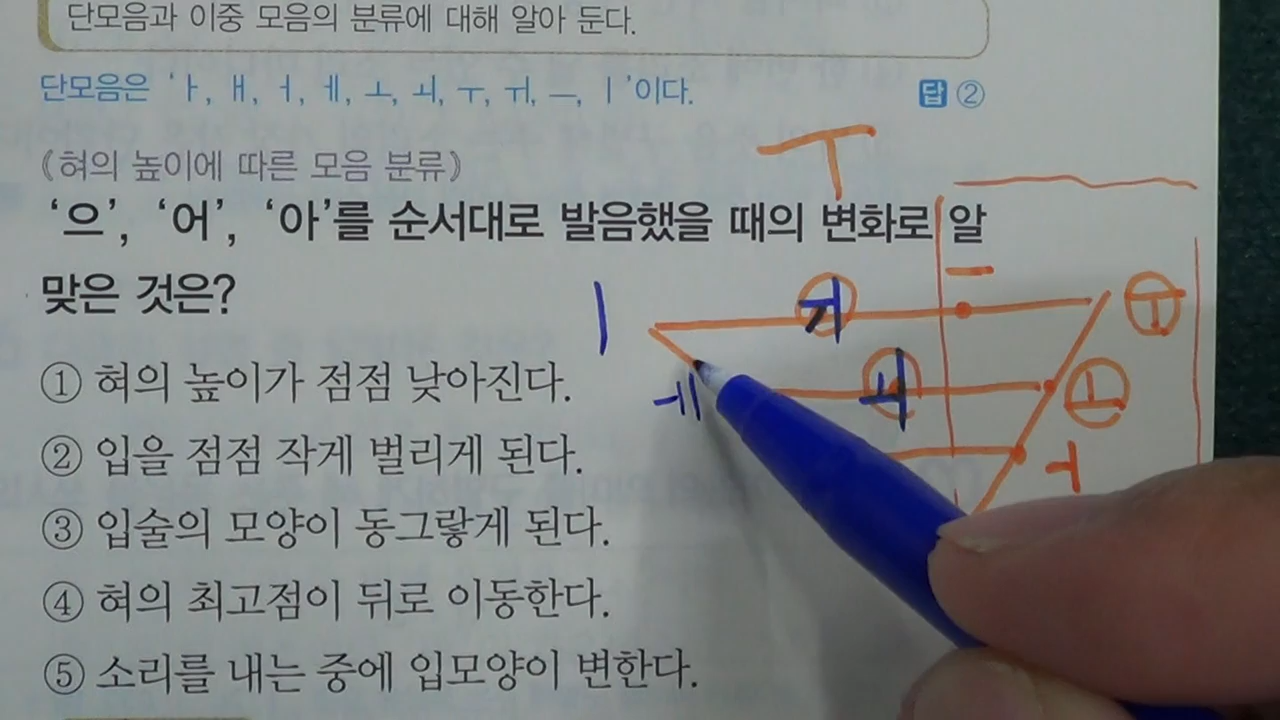 단모음과 이중 모음의 분류에 대해 알아 둔다.
단모음은 'ㅏ, ㅐ, ㅓ, ㅔ, ㅗ, ㅚ, ㅜ, ㅟ, ㅡ, ㅣ'이다.
답 ②
《혀의 높이에 따른 모음 분류》
'으', '어', '아'를 순서대로 발음했을 때의 변화로 알
맞은 것은?
① 혀의 높이가 점점 낮아진다.
② 입을 점점 작게 벌리게 된다.
③ 입술의 모양이 동그랗게 된다.
④ 혀의 최고점이 뒤로 이동한다.
⑤ 소리를 내는 중에 입모양이 변한다.
ㅜ
ㅡ
ㅣ ㅟ ㅜ
ㅔ ㅚ ㅗ
ㅓ